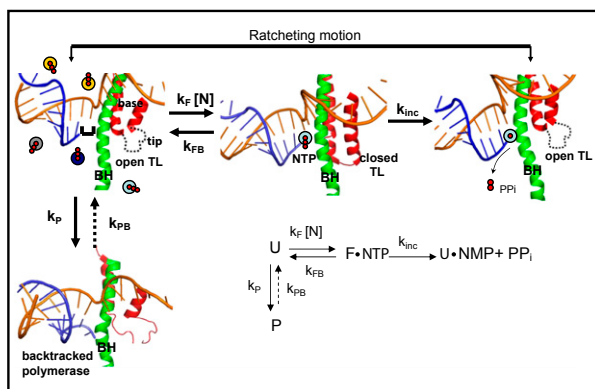 Ratcheting motion
base
tip
open TL
BH
kF [N]
kFB
NTP
BH
closed
TL
kinc
open TL
BH
PPi
kP
kPB
backtracked
polymerase
BH
U kF [N] kFB F•NTP kinc U•NMP+ PPi
kP kPB
P